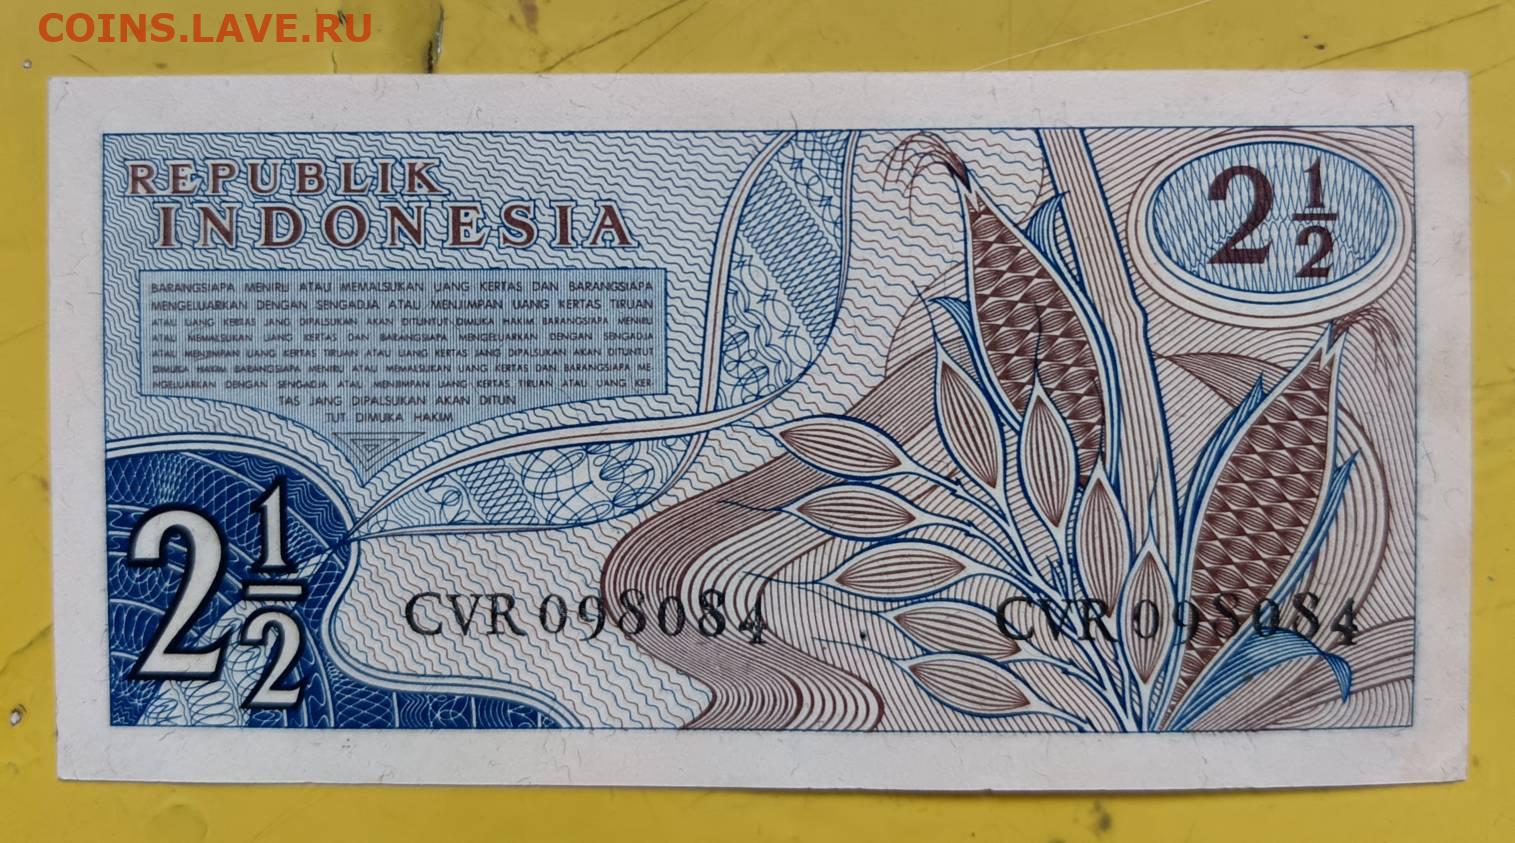 COINS.LAVE.RU
REPUBLIK
INDONESIA
2 1/2
BARANGSIAPA MENIRU ATAU MEMALSUKAN UANG KERTAS DAN BARANGSIAPA
MENGELUARKAN DENGAN SENGADJA ATAU MENJIMPAN UANG KERTAS TIRUAN
ATAU UANG KERTAS JANG DIPALSUKAN AKAN DITUNTUT DIMUKA HAKIM BARANGSIAPA MENIRU
ATAU MEMALSUKAN UANG KERTAS DAN BARANGSIAPA MENGELUARKAN DENGAN SENGADJA
ATAU MENJIMPAN UANG KERTAS TIRUAN ATAU UANG KERTAS JANG DIPALSUKAN AKAN DITUNTUT
DIMUKA HAKIM BARANGSIAPA MENIRU ATAU MEMALSUKAN UANG KERTAS DAN BARANGSIAPA ME
NGELUARKAN DENGAN SENGADJA ATAU MENJIMPAN UANG KERTAS TIRUAN ATAU UANG KER
TAS JANG DIPALSUKAN AKAN DITUN
TUT DIMUKA HAKIM
2 1/2
CVR 098084
CVR 098084